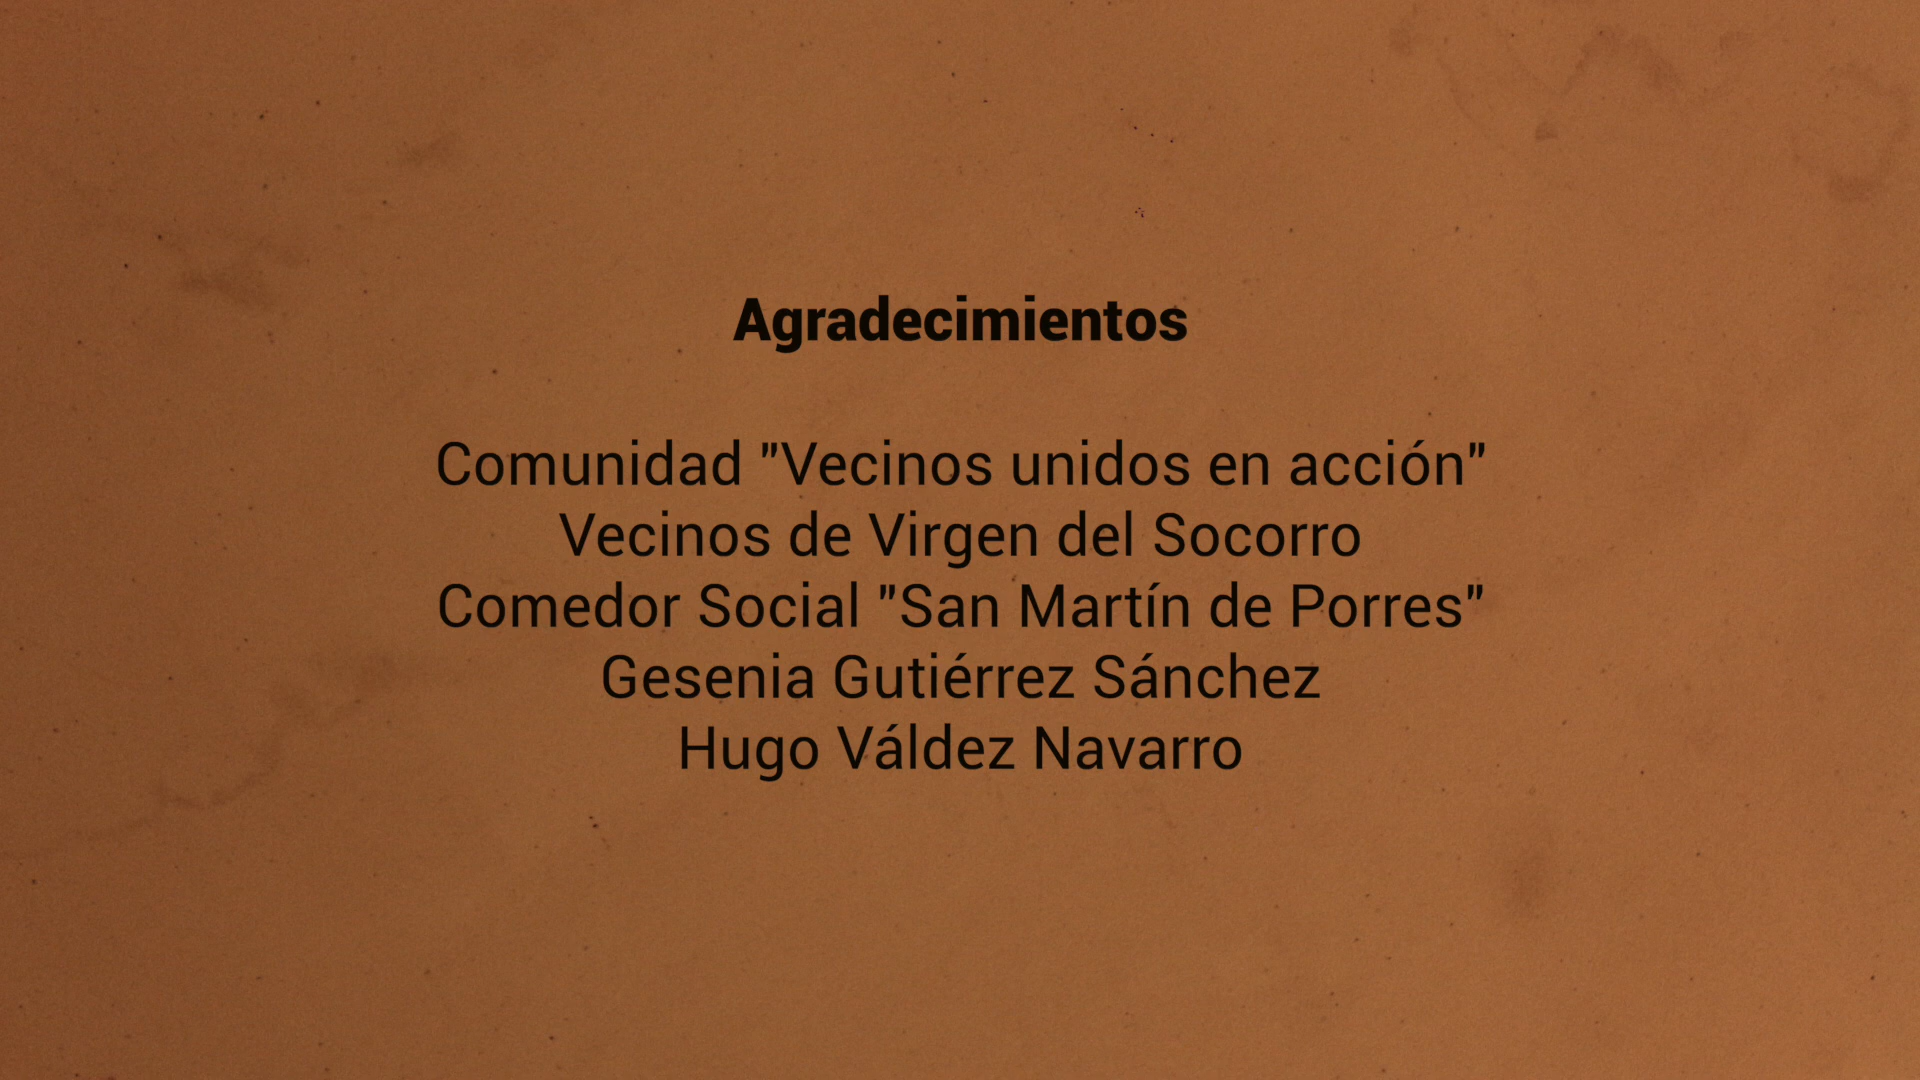 Agradecimientos
Comunidad "Vecinos unidos en acción"
Vecinos de Virgen del Socorro
Comedor Social "San Martín de Porres"
Gesenia Gutiérrez Sánchez
Hugo Váldez Navarro